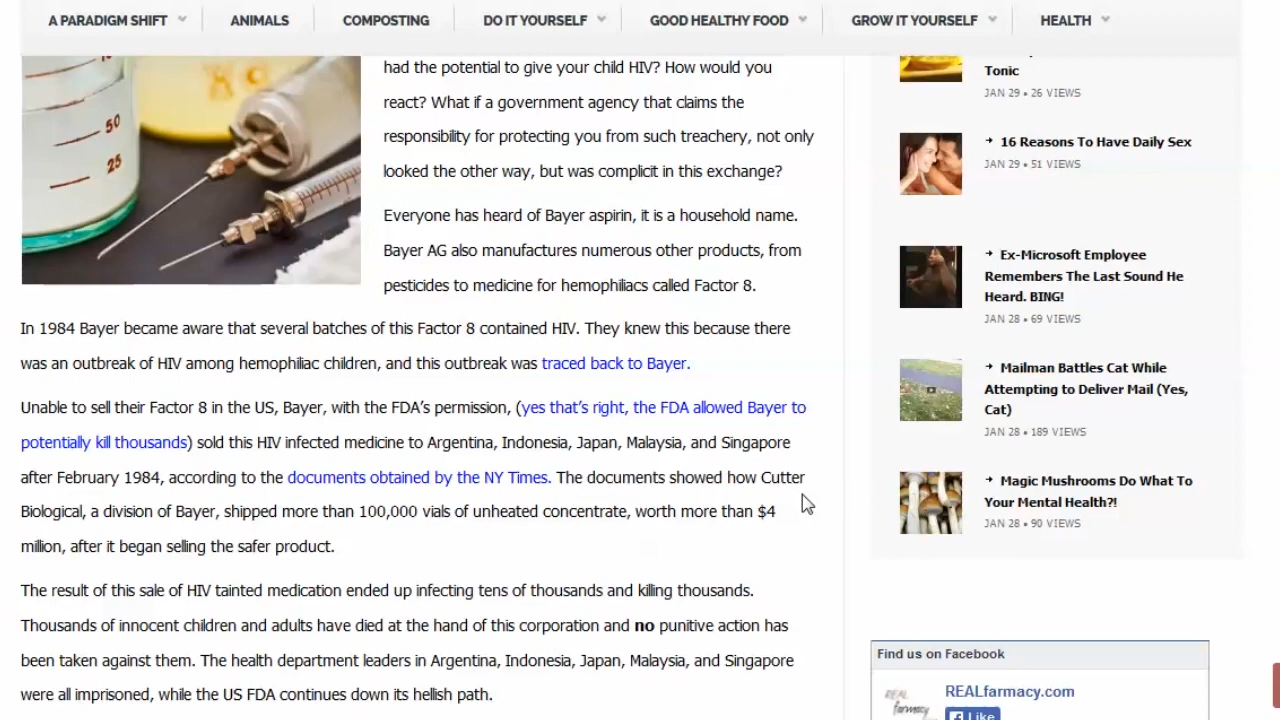 A PARADIGM SHIFT
ANIMALS
COMPOSTING
DO IT YOURSELF
GOOD HEALTHY FOOD
GROW IT YOURSELF
HEALTH
50
25
had the potential to give your child HIV? How would you
react? What if a government agency that claims the
responsibility for protecting you from such treachery, not only
looked the other way, but was complicit in this exchange?
Everyone has heard of Bayer aspirin, it is a household name.
Bayer AG also manufactures numerous other products, from
pesticides to medicine for hemophiliacs called Factor 8.
In 1984 Bayer became aware that several batches of this Factor 8 contained HIV. They knew this because there
was an outbreak of HIV among hemophiliac children, and this outbreak was traced back to Bayer.
Unable to sell their Factor 8 in the US, Bayer, with the FDA's permission, (yes that's right, the FDA allowed Bayer to
potentially kill thousands) sold this HIV infected medicine to Argentina, Indonesia, Japan, Malaysia, and Singapore
after February 1984, according to the documents obtained by the NY Times. The documents showed how Cutter
Biological, a division of Bayer, shipped more than 100,000 vials of unheated concentrate, worth more than $4
million, after it began selling the safer product.
The result of this sale of HIV tainted medication ended up infecting tens of thousands and killing thousands.
Thousands of innocent children and adults have died at the hand of this corporation and no punitive action has
been taken against them. The health department leaders in Argentina, Indonesia, Japan, Malaysia, and Singapore
were all imprisoned, while the US FDA continues down its hellish path.
Tonic
JAN 29 • 26 VIEWS
16 Reasons To Have Daily Sex
JAN 29 • 51 VIEWS
Ex-Microsoft Employee
Remembers The Last Sound He
Heard. BING!
JAN 28 • 69 VIEWS
Mailman Battles Cat While
Attempting to Deliver Mail (Yes,
Cat)
JAN 28 • 189 VIEWS
Magic Mushrooms Do What To
Your Mental Health?!
JAN 28 • 90 VIEWS
Find us on Facebook
REAL
farmacy
REALfarmacy.com
Like